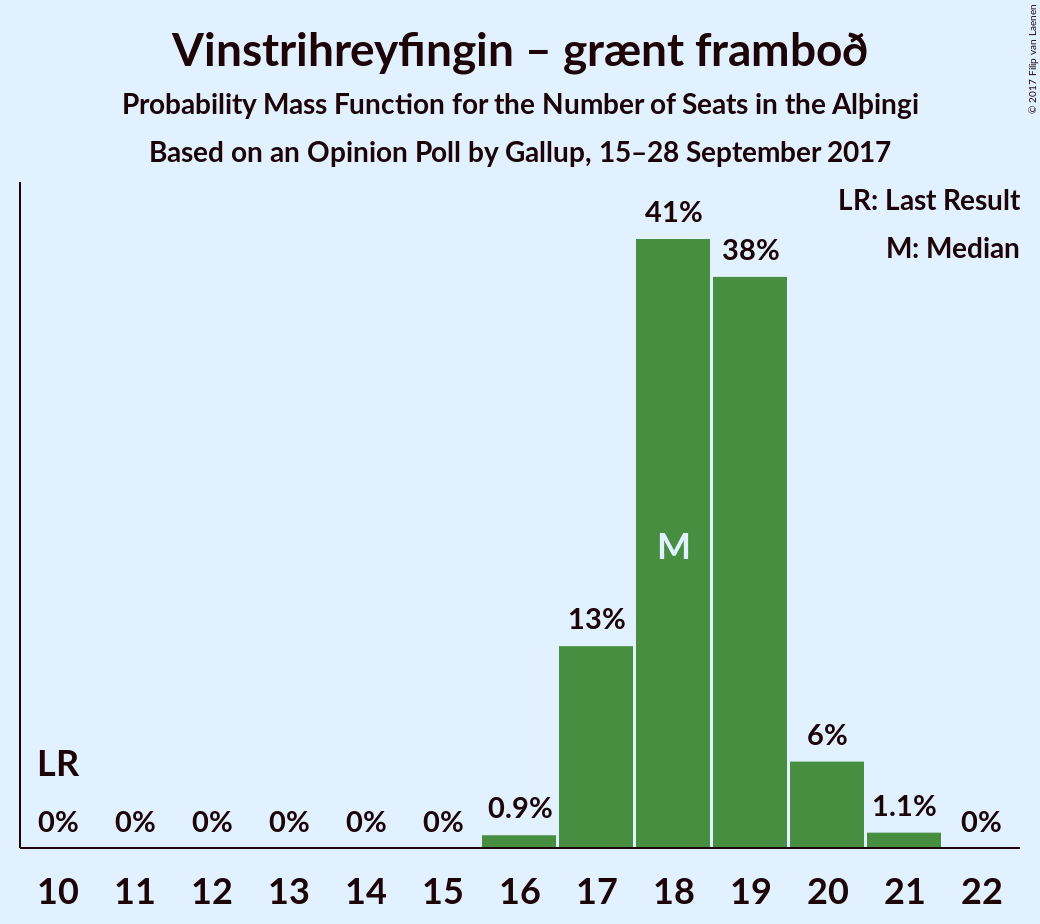 Vinstrihreyfingin – grænt framboð
Probability Mass Function for the Number of Seats in the Alþingi
Based on an Opinion Poll by Gallup, 15–28 September 2017
© 2017 Filip van Laenen
LR: Last Result
M: Median
41%
38%
M
13%
6%
LR
0% 0% 0% 0% 0% 0% 0.9% 1.1% 0%
10 11 12 13 14 15 16 17 18 19 20 21 22